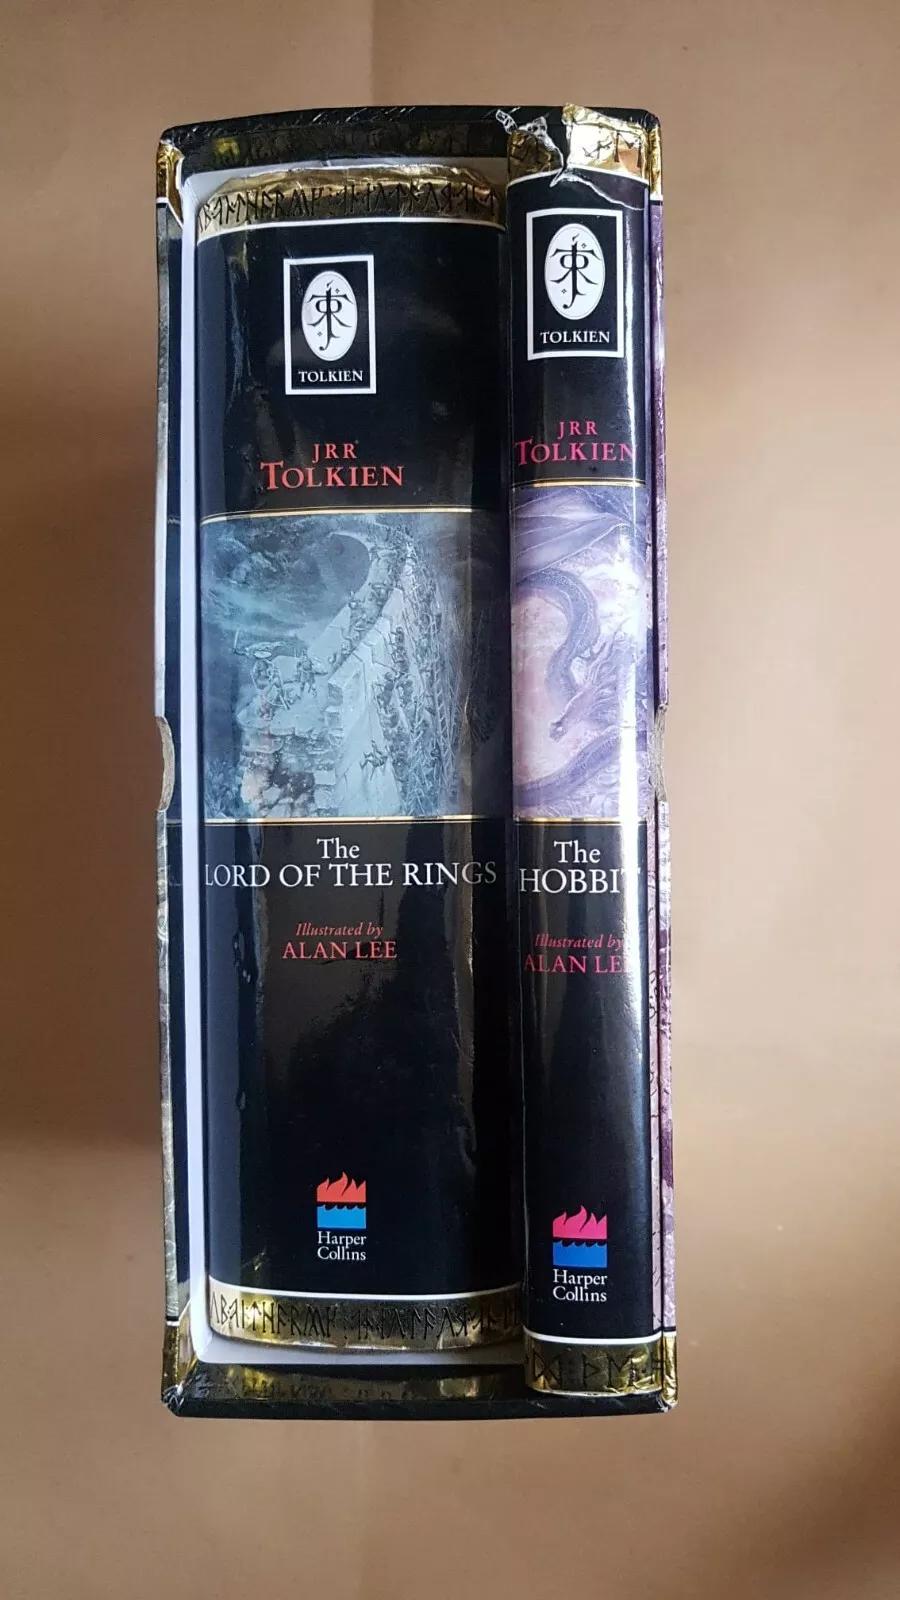 TOLKIEN
JRR
TOLKIEN
The
LORD OF THE RINGS
Illustrated by
ALAN LEE
Harper
Collins
TOLKIEN
JRR
TOLKIEN
The
HOBBIT
Illustrated by
ALAN LEE
Harper
Collins